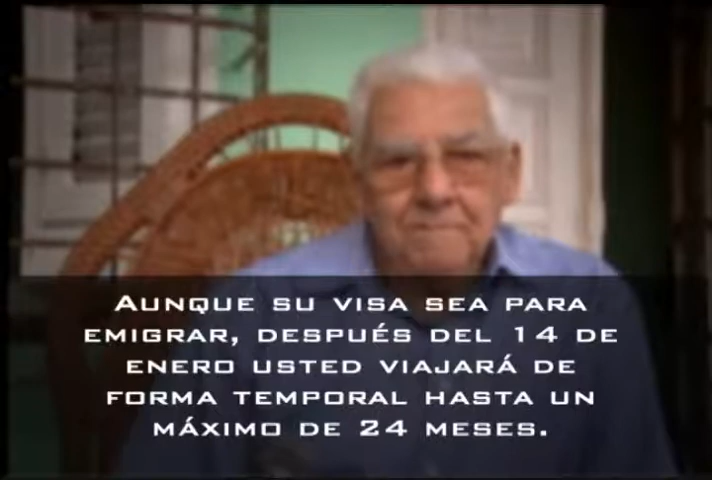 Aunque su visa sea para
emigrar, después del 14 de
enero usted viajará de
forma temporal hasta un
máximo de 24 meses.